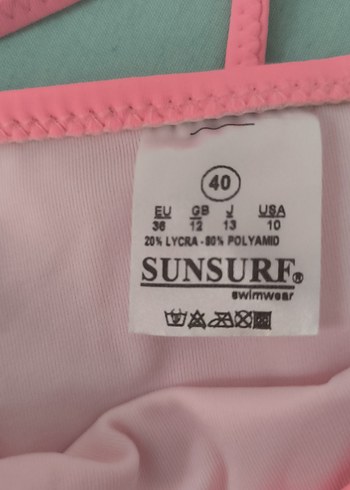 40
EU GB J USA
36 12 13 10
20% LYCRA - 80% POLYAMID
SUNSURF®
swimwear